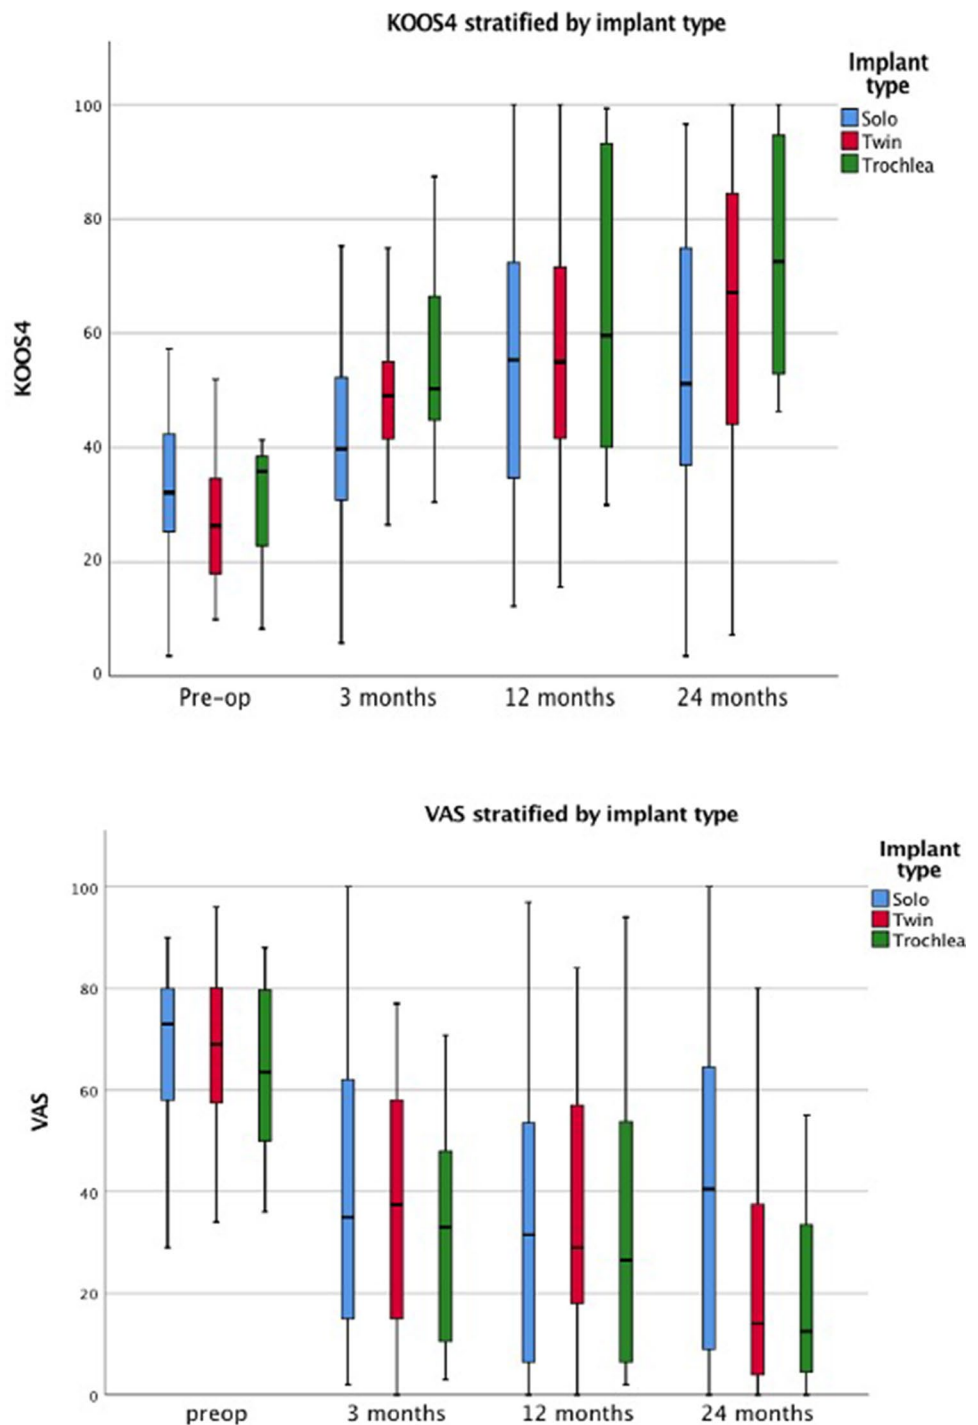 KOOS4 stratified by implant type
Implant
type
Solo
Twin
Trochlea
100
80
60
40
20
0
KOOS4
Pre-op 3 months 12 months 24 months
VAS stratified by implant type
Implant
type
Solo
Twin
Trochlea
100
80
60
40
20
0
VAS
preop 3 months 12 months 24 months